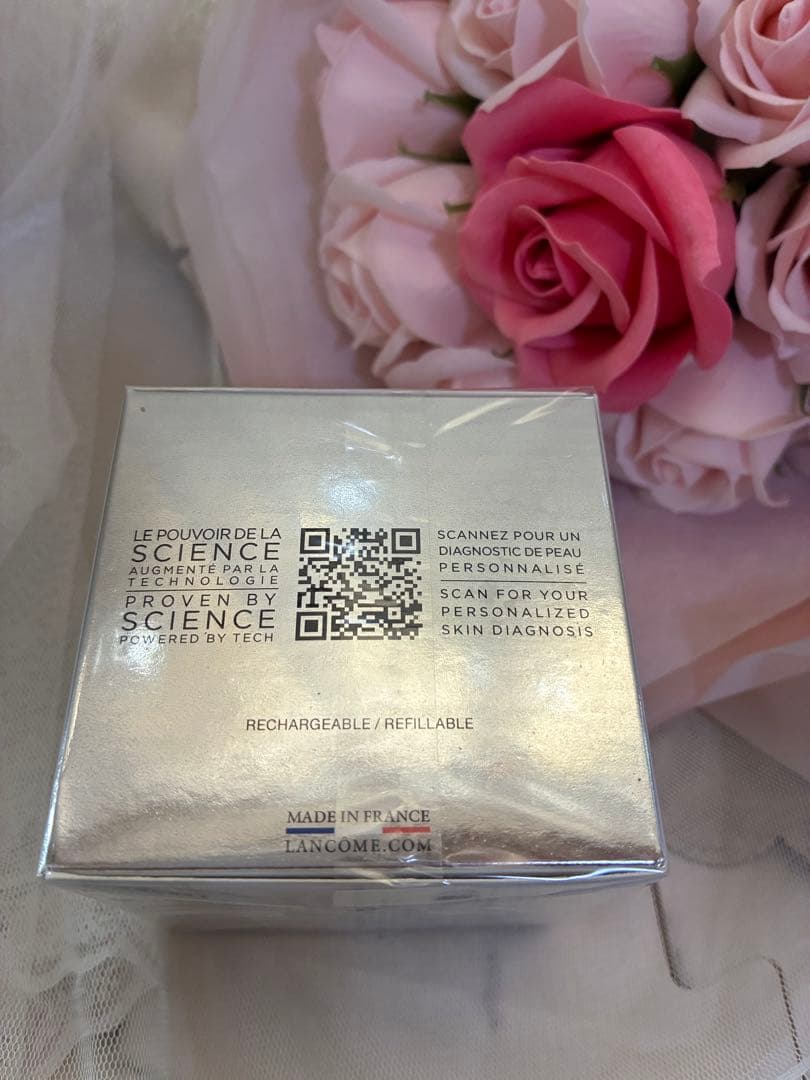 LE POUVOIR DE LA
SCIENCE
AUGMENTÉ PAR LA
TECHNOLOGIE
PROVEN BY
SCIENCE
POWERED BY TECH
SCANNEZ POUR UN
DIAGNOSTIC DE PEAU
PERSONNALISÉ
SCAN FOR YOUR
PERSONALIZED
SKIN DIAGNOSIS
RECHARGEABLE / REFILLABLE
MADE IN FRANCE
LANCOME.COM